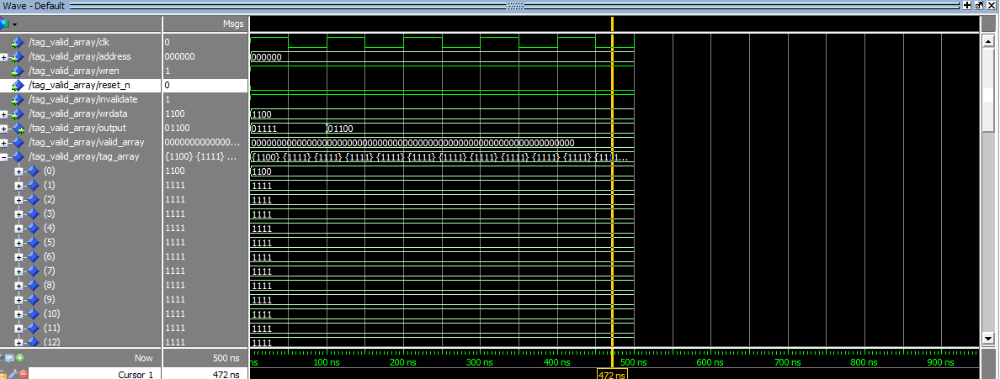 Wave - Default
Msgs
/tag_valid_array/clk 0
/tag_valid_array/address 000000 000000
/tag_valid_array/wren 1
/tag_valid_array/reset_n 0
/tag_valid_array/invalidate 1
/tag_valid_array/wrdata 1100 1100
/tag_valid_array/output 01100 01111 01100
/tag_valid_array/valid_array 0000000000000...
/tag_valid_array/tag_array {1100} {1111} ... {1100} {1111} {1111} {1111} {1111} {1111} {1111} {1111} {1111} {1111} {1111} {1111...
(0) 1100 1100
(1) 1111 1111
(2) 1111 1111
(3) 1111 1111
(4) 1111 1111
(5) 1111 1111
(6) 1111 1111
(7) 1111 1111
(8) 1111 1111
(9) 1111 1111
(10) 1111 1111
(11) 1111 1111
(12) 1111 1111
Now 500 ns ns 100 ns 200 ns 300 ns 400 ns 500 ns 600 ns 700 ns 800 ns 900 ns
Cursor 1 472 ns 472 ns